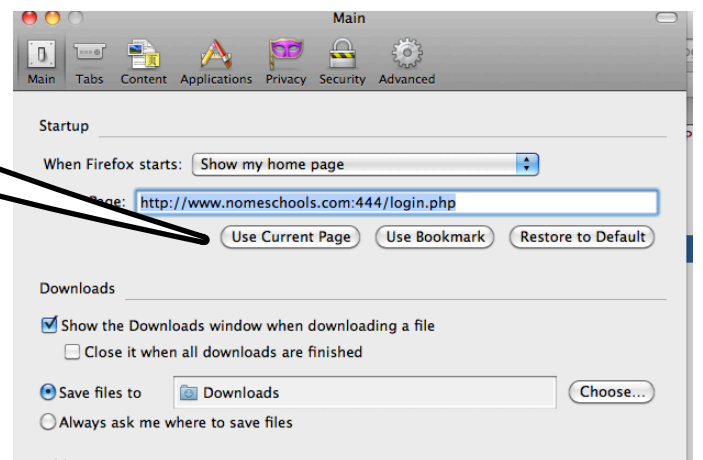 Main
Main Tabs Content Applications Privacy Security Advanced
Startup
When Firefox starts: Show my home page
Page: http://www.nomeschools.com:444/login.php
Use Current Page Use Bookmark Restore to Default
Downloads
Show the Downloads window when downloading a file
Close it when all downloads are finished
Save files to Downloads Choose...
Always ask me where to save files